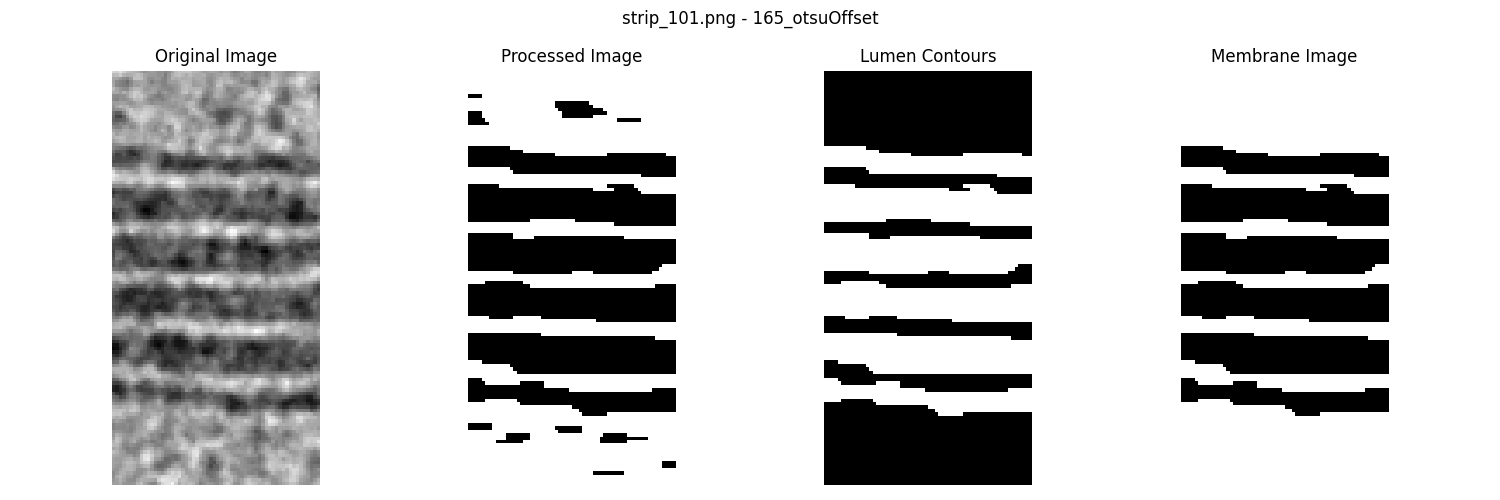 strip_101.png - 165_otsuOffset
Original Image
Processed Image
Lumen Contours
Membrane Image